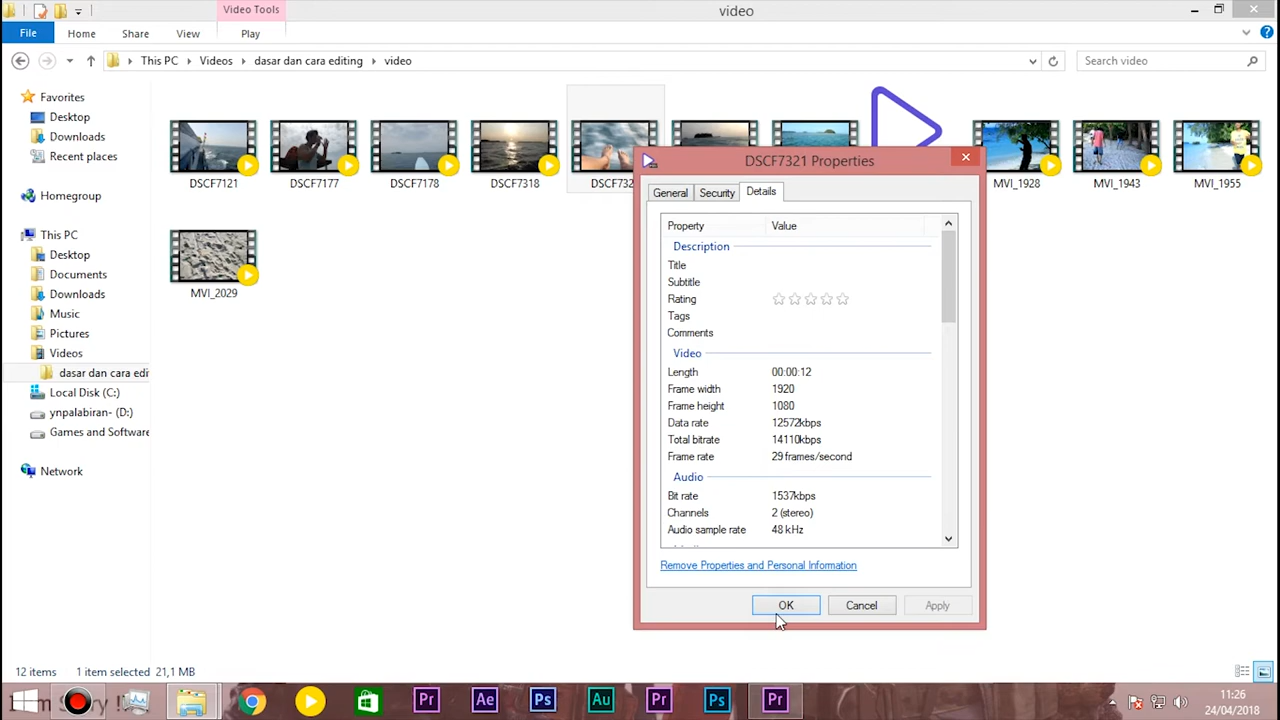 Video Tools
video
File
Home
Share
View
Play
This PC
Videos
dasar dan cara editing
video
Search video
Favorites
Desktop
Downloads
Recent places
Homegroup
This PC
Desktop
Documents
Downloads
Music
Pictures
Videos
dasar dan cara edi
Local Disk (C:)
ynpalabiran- (D:)
Games and Software
Network
DSCF7121
DSCF7177
DSCF7178
DSCF7318
DSCF732
MVI_1928
MVI_1943
MVI_1955
MVI_2029
DSCF7321 Properties
General
Security
Details
Property
Value
Description
Title
Subtitle
Rating
Tags
Comments
Video
Length 00:00:12
Frame width 1920
Frame height 1080
Data rate 12572kbps
Total bitrate 14110kbps
Frame rate 29 frames/second
Audio
Bit rate 1537kbps
Channels 2 (stereo)
Audio sample rate 48 kHz
Remove Properties and Personal Information
OK
Cancel
Apply
12 items
1 item selected 21,1 MB
Pr
Ae
Ps
Au
Pr
Ps
Pr
11:26
24/04/2018